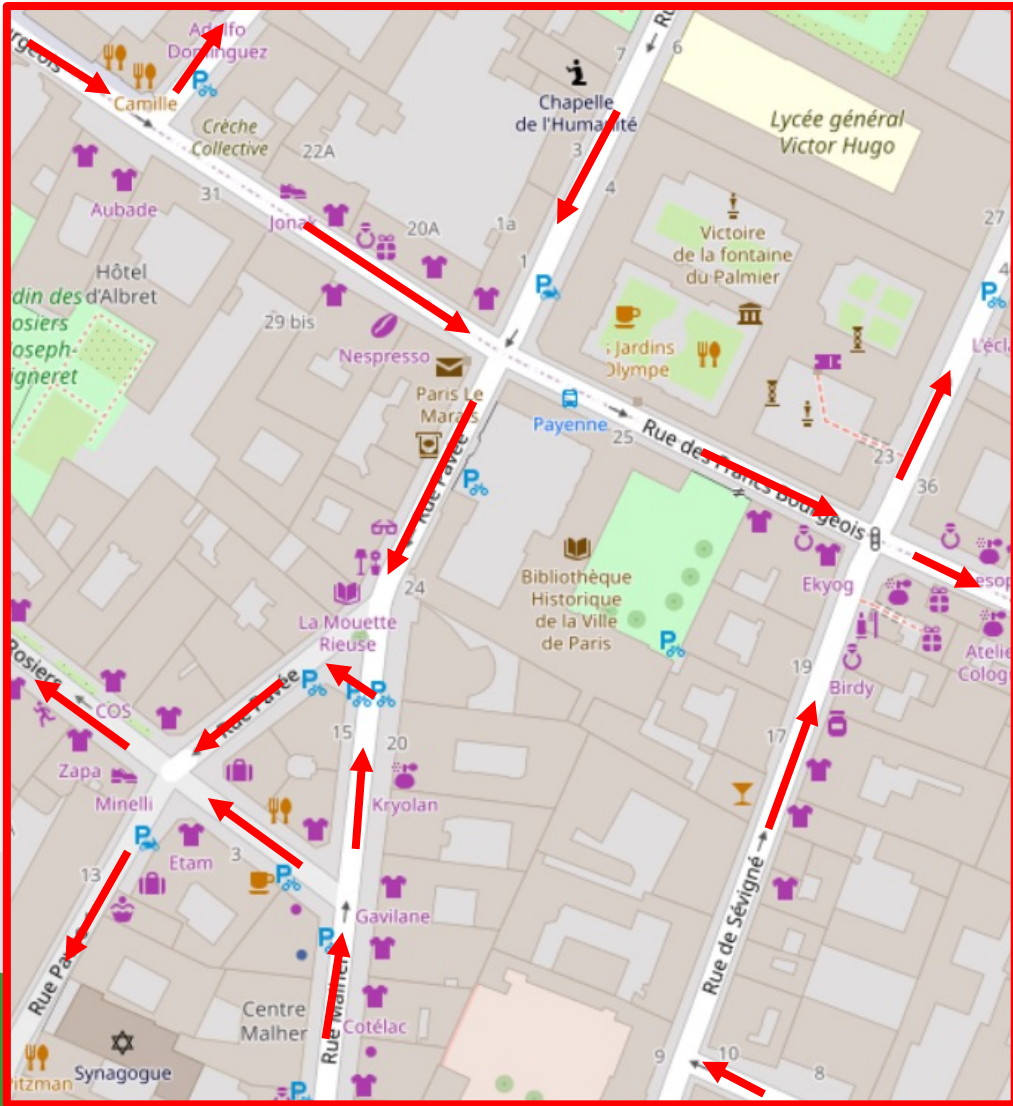 Adolfo
Dominguez
Camille
Crèche
Collective
22A
31
Aubade
Jonak
20A
1a
1
3
4
7
6
Chapelle
de l'Humanité
Lycée général
Victor Hugo
27
Victoire
de la fontaine
du Palmier
Hôtel
d'Albret
29 bis
Nespresso
Paris Le
Marais
Jardins
Payenne
25
Rue des Francs Bourgeois
23
36
Rue Pavée
24
La Mouette
Rieuse
Bibliothèque
Historique
de la Ville
de Paris
Ekyog
Birdy
19
17
Rosiers
COS
Zapa
Minelli
Rue Pavée
15
20
Kryolan
Etam
3
13
Gavilane
Rue Malher
Centre
Malher
Cotélac
Rue de Sévigné
Rue Pavée
Synagogue
9
10
8